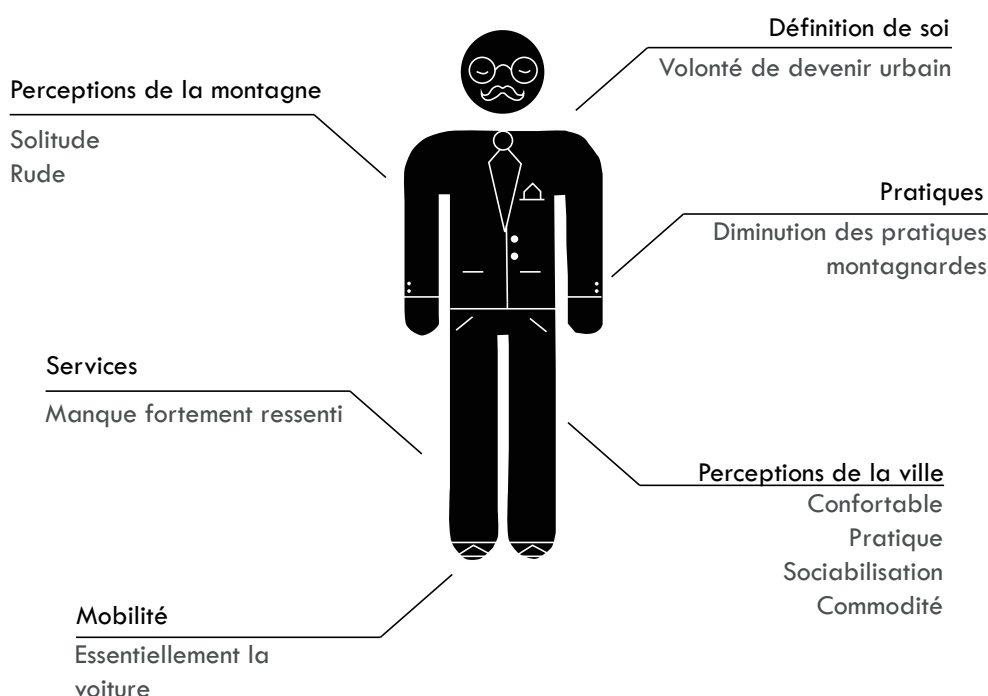 Définition de soi
Volonté de devenir urbain
Perceptions de la montagne
Solitude
Rude
Pratiques
Diminution des pratiques
montagnardes
Services
Manque fortement ressenti
Perceptions de la ville
Confortable
Pratique
Sociabilisation
Commodité
Mobilité
Essentiellement la
voiture